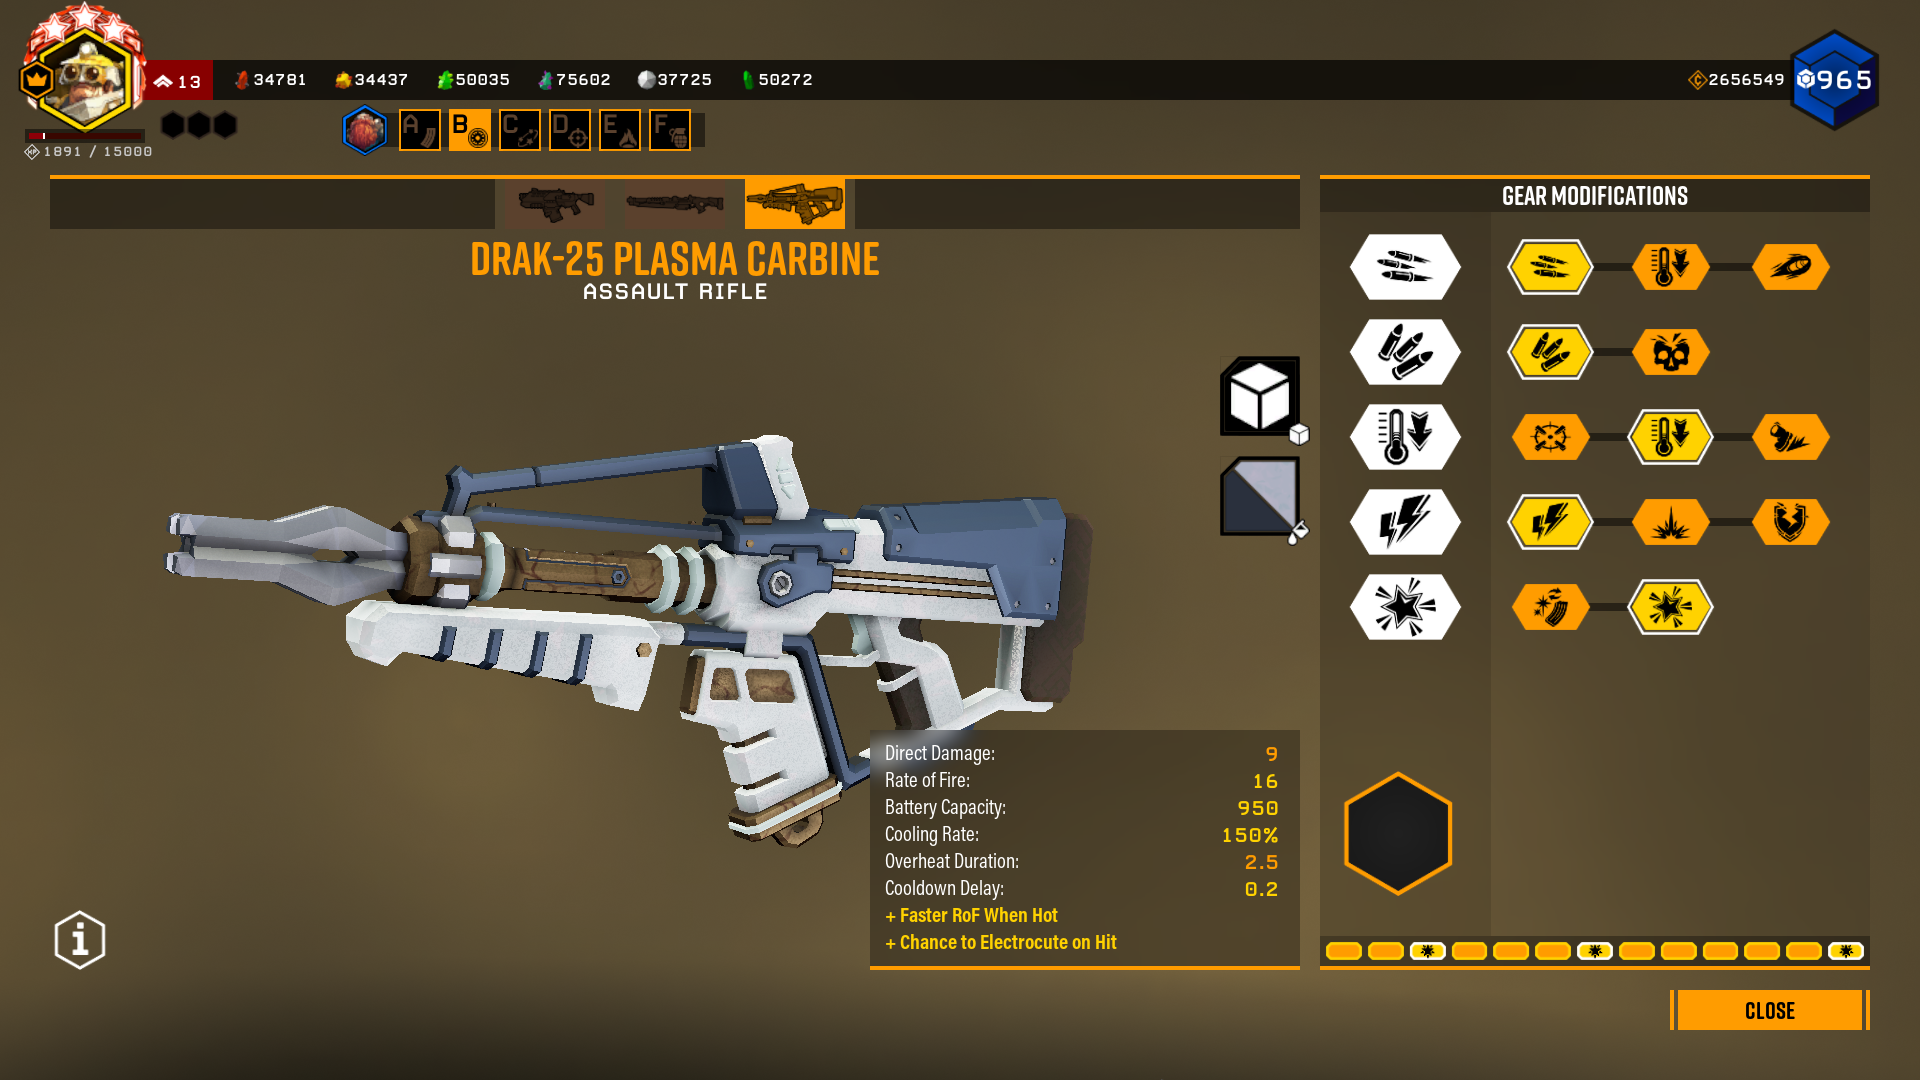 13
34781
34437
50035
75602
37725
50272
2656549
965
1891 / 15000
A
B
C
D
E
F
GEAR MODIFICATIONS
DRAK-25 PLASMA CARBINE
ASSAULT RIFLE
Direct Damage: 9
Rate of Fire: 16
Battery Capacity: 950
Cooling Rate: 150%
Overheat Duration: 2.5
Cooldown Delay: 0.2
+ Faster RoF When Hot
+ Chance to Electrocute on Hit
CLOSE